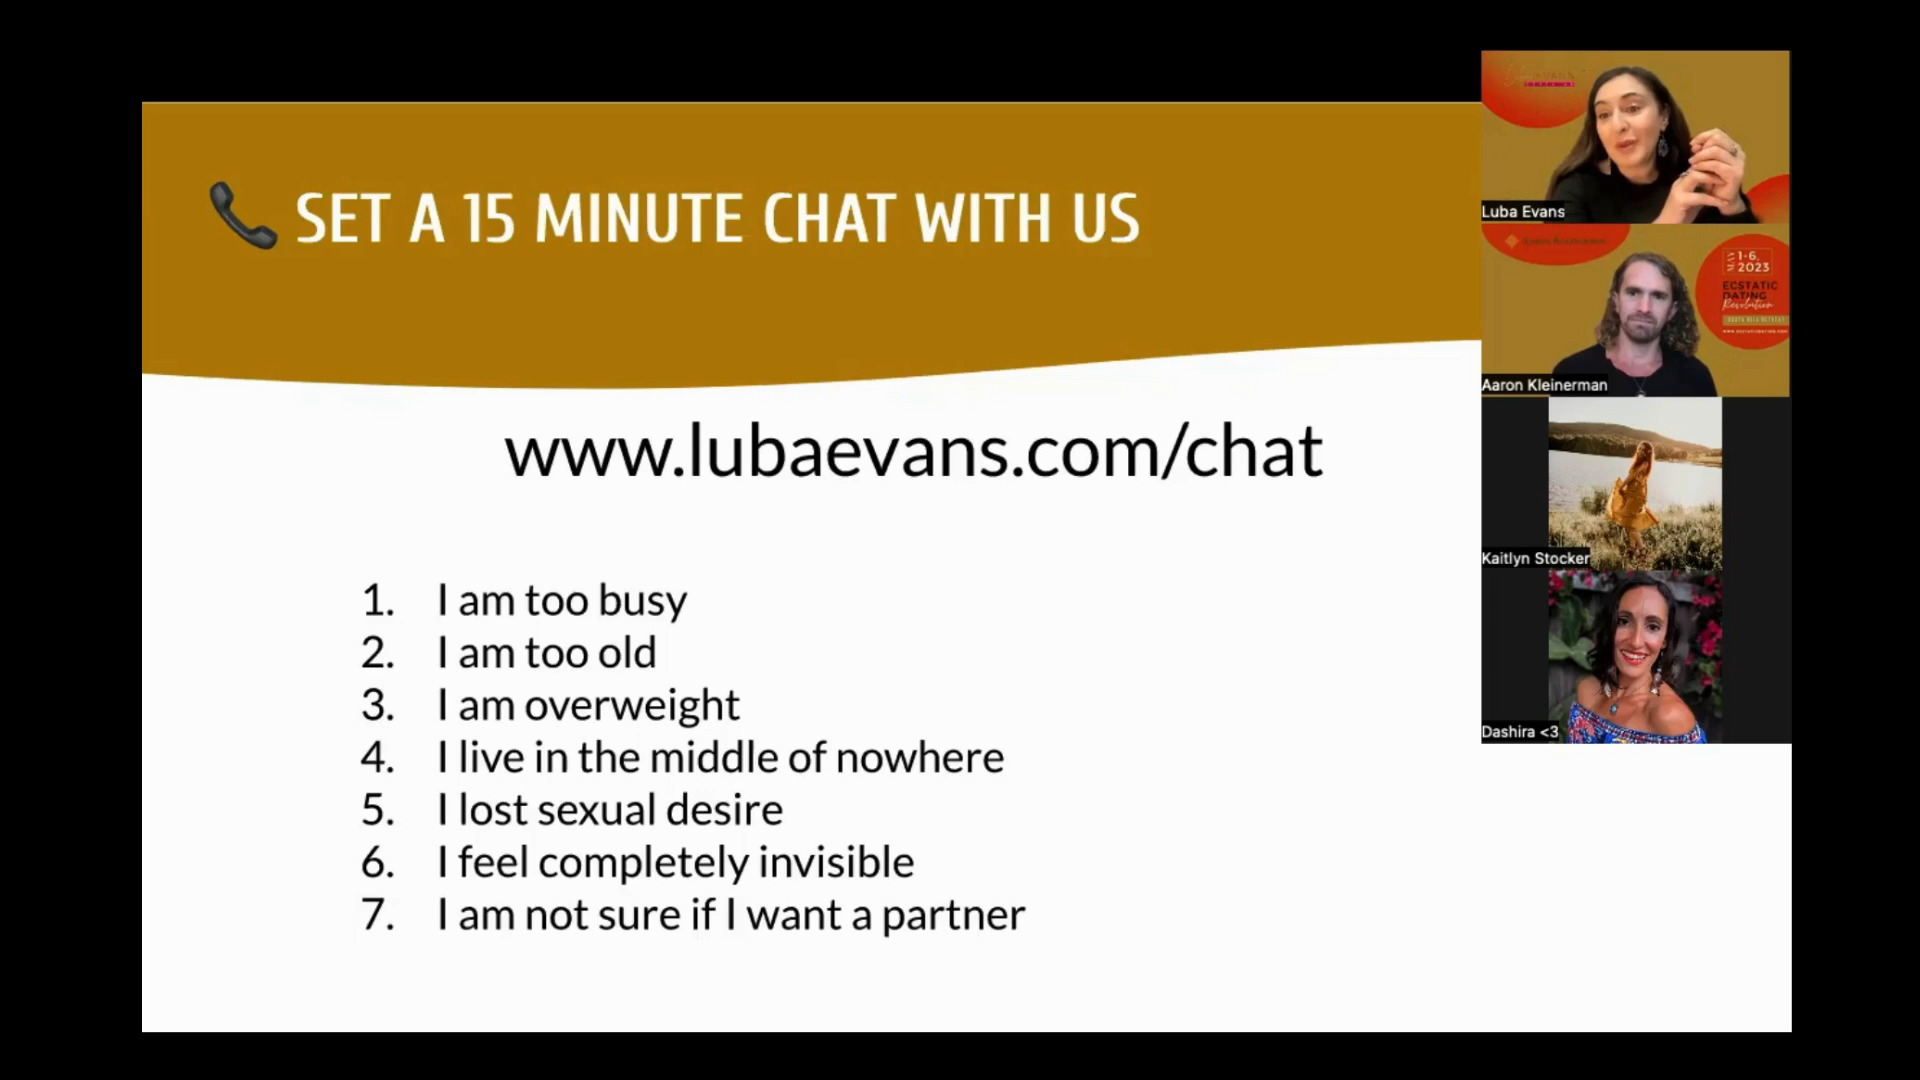 SET A 15 MINUTE CHAT WITH US
www.lubaevans.com/chat
1. I am too busy
2. I am too old
3. I am overweight
4. I live in the middle of nowhere
5. I lost sexual desire
6. I feel completely invisible
7. I am not sure if I want a partner
Luba Evans
MAY
1-6,
2023
ECSTATIC
DATING
Revolution
Aaron Kleinerman
Kaitlyn Stocker
Dashira <3